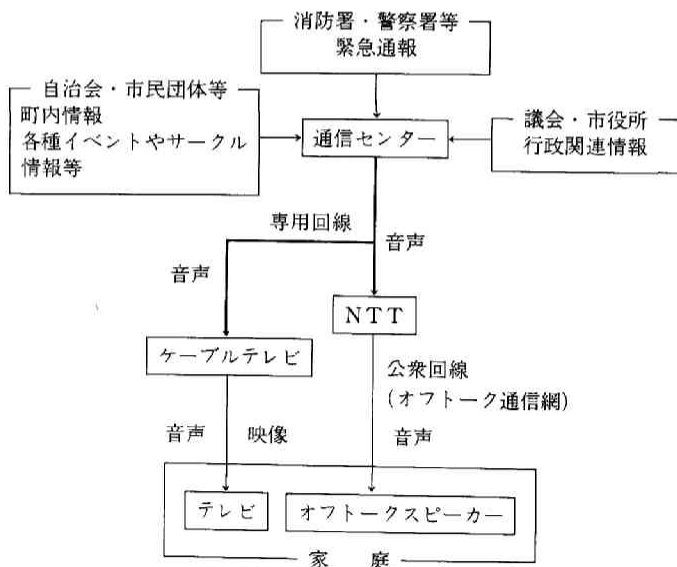 消防署・警察署等
緊急通報
自治会・市民団体等
町内情報
各種イベントやサークル
情報等
通信センター
議会・市役所
行政関連情報
専用回線
音声
音声
NTT
ケーブルテレビ
公衆回線
(オフトーク通信網)
音声 映像
音声
テレビ
オフトークスピーカー
家 庭